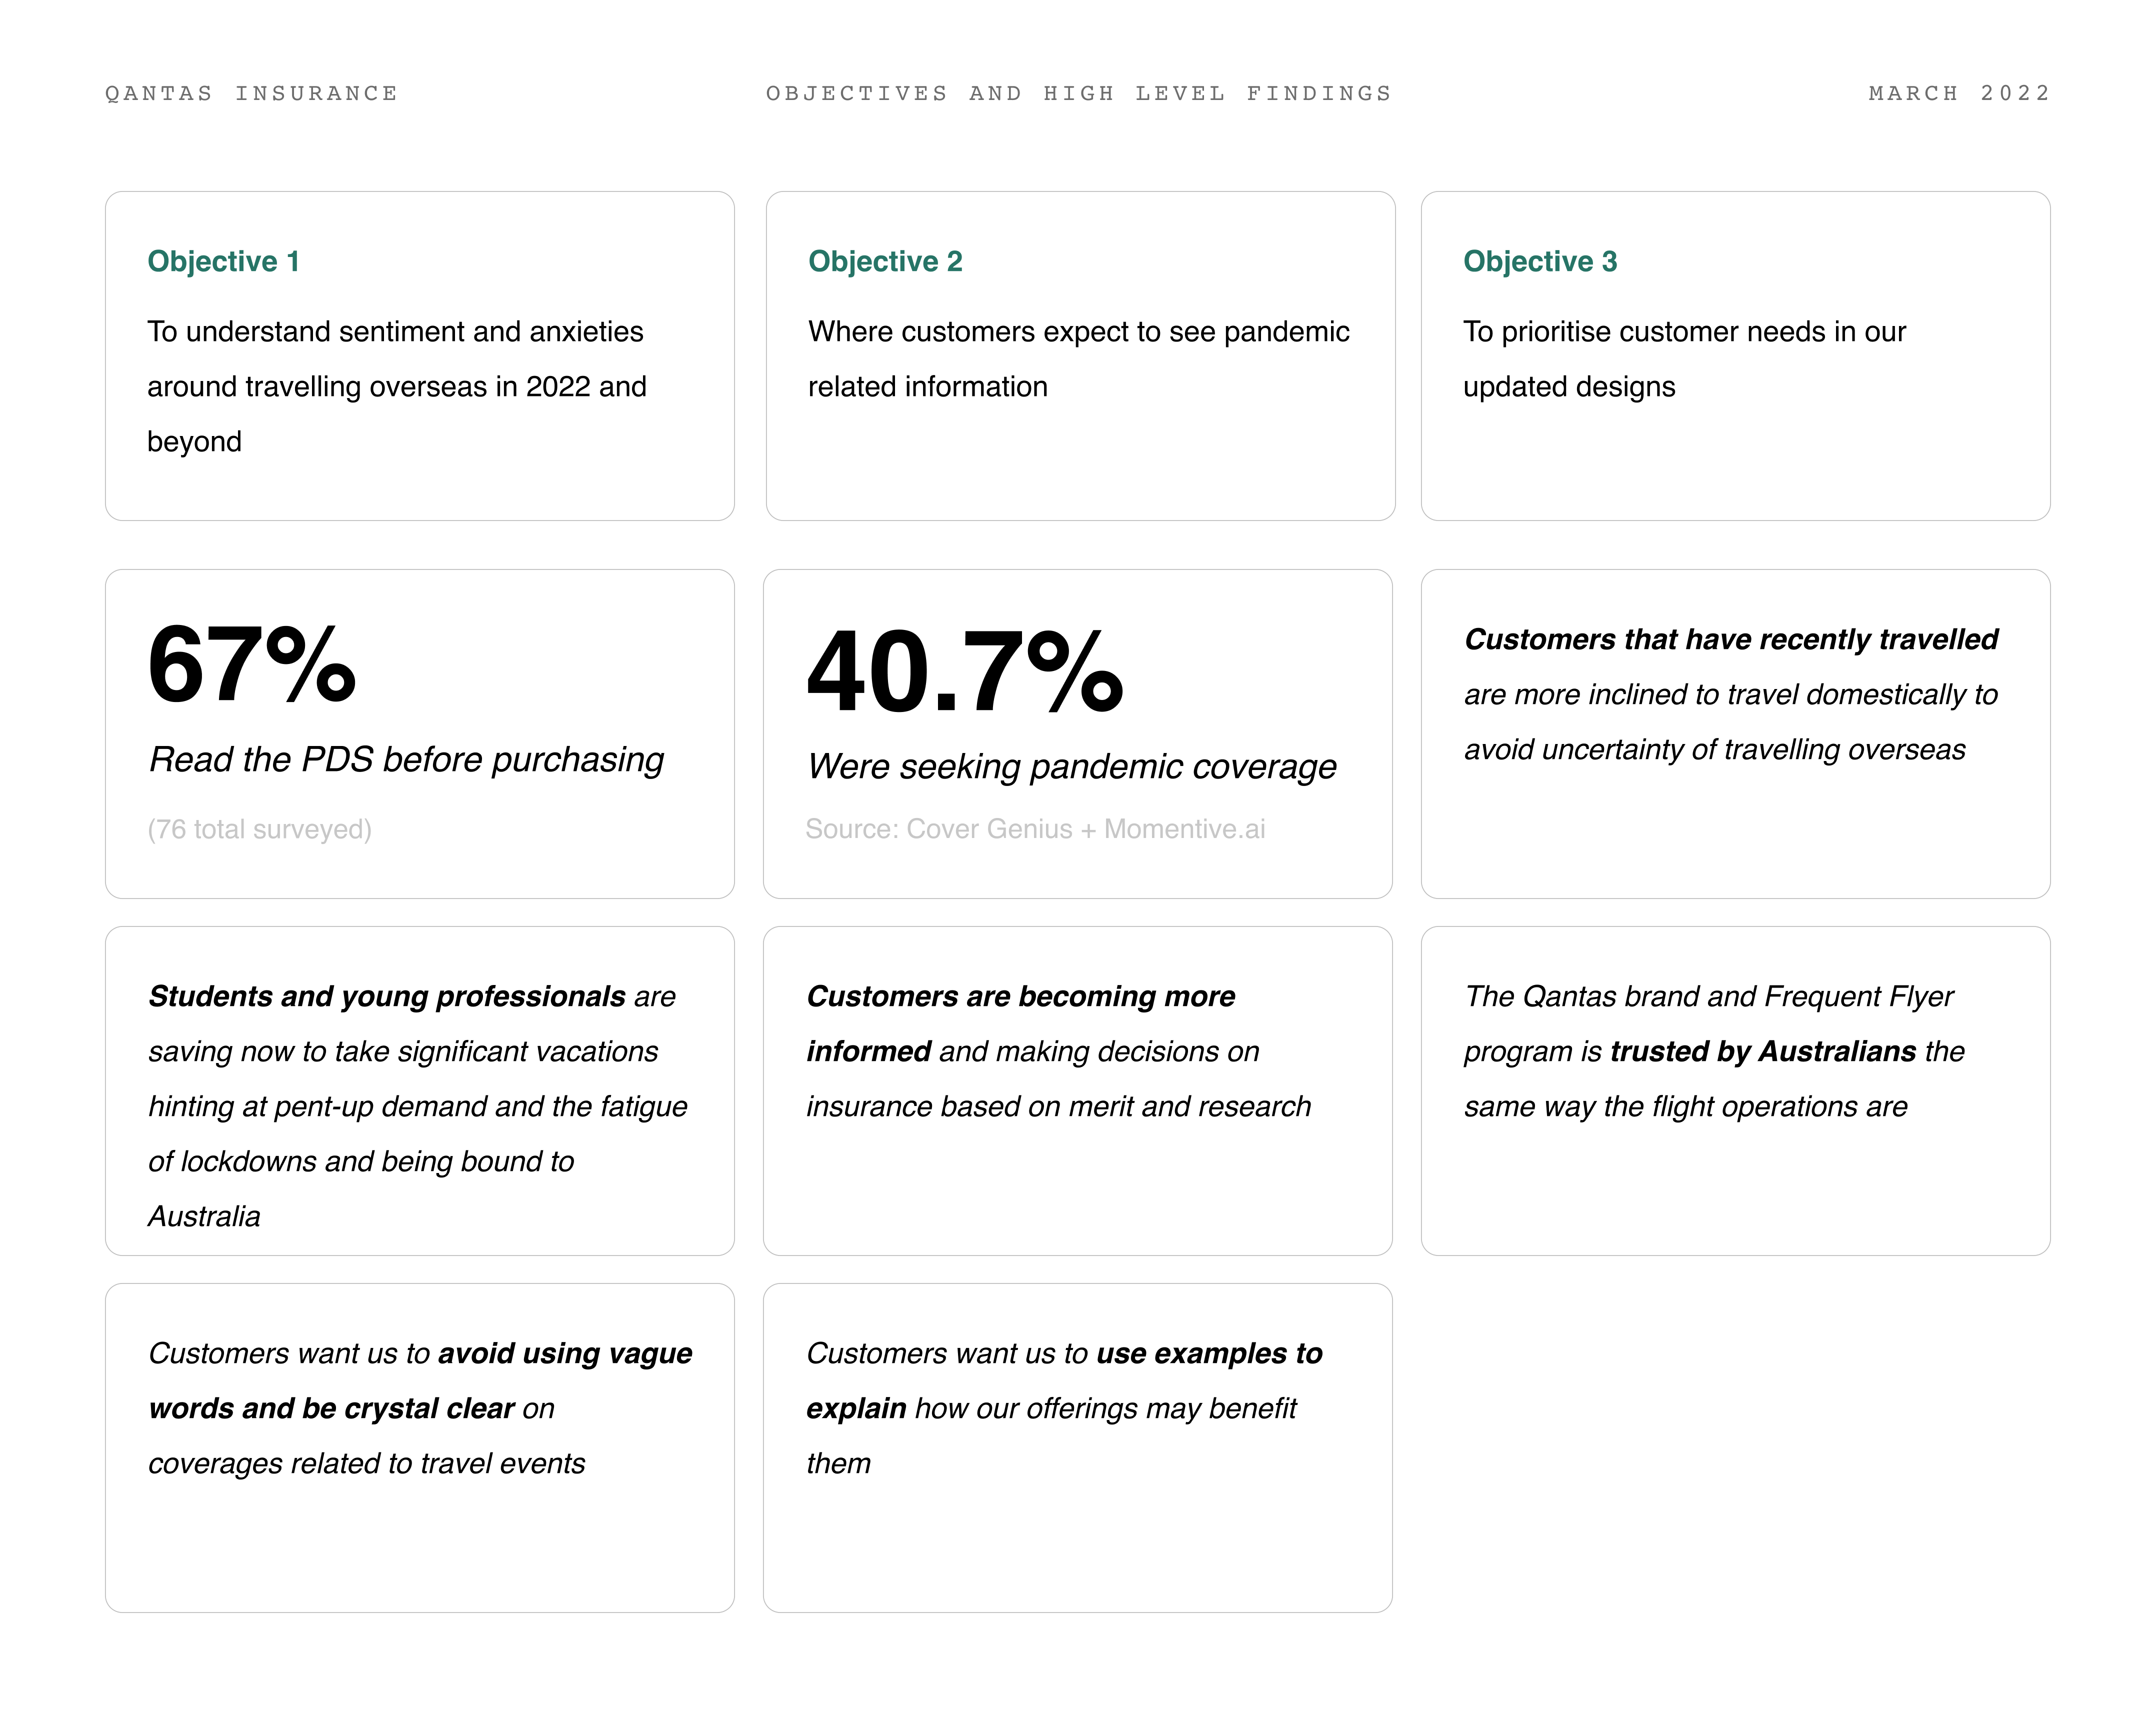 QANTAS INSURANCE
OBJECTIVES AND HIGH LEVEL FINDINGS
MARCH 2022
Objective 1
To understand sentiment and anxieties
around travelling overseas in 2022 and
beyond
Objective 2
Where customers expect to see pandemic
related information
Objective 3
To prioritise customer needs in our
updated designs
67%
Read the PDS before purchasing
(76 total surveyed)
40.7%
Were seeking pandemic coverage
Source: Cover Genius + Momentive.ai
Customers that have recently travelled
are more inclined to travel domestically to
avoid uncertainty of travelling overseas
Students and young professionals are
saving now to take significant vacations
hinting at pent-up demand and the fatigue
of lockdowns and being bound to
Australia
Customers are becoming more
informed and making decisions on
insurance based on merit and research
The Qantas brand and Frequent Flyer
program is trusted by Australians the
same way the flight operations are
Customers want us to avoid using vague
words and be crystal clear on
coverages related to travel events
Customers want us to use examples to
explain how our offerings may benefit
them